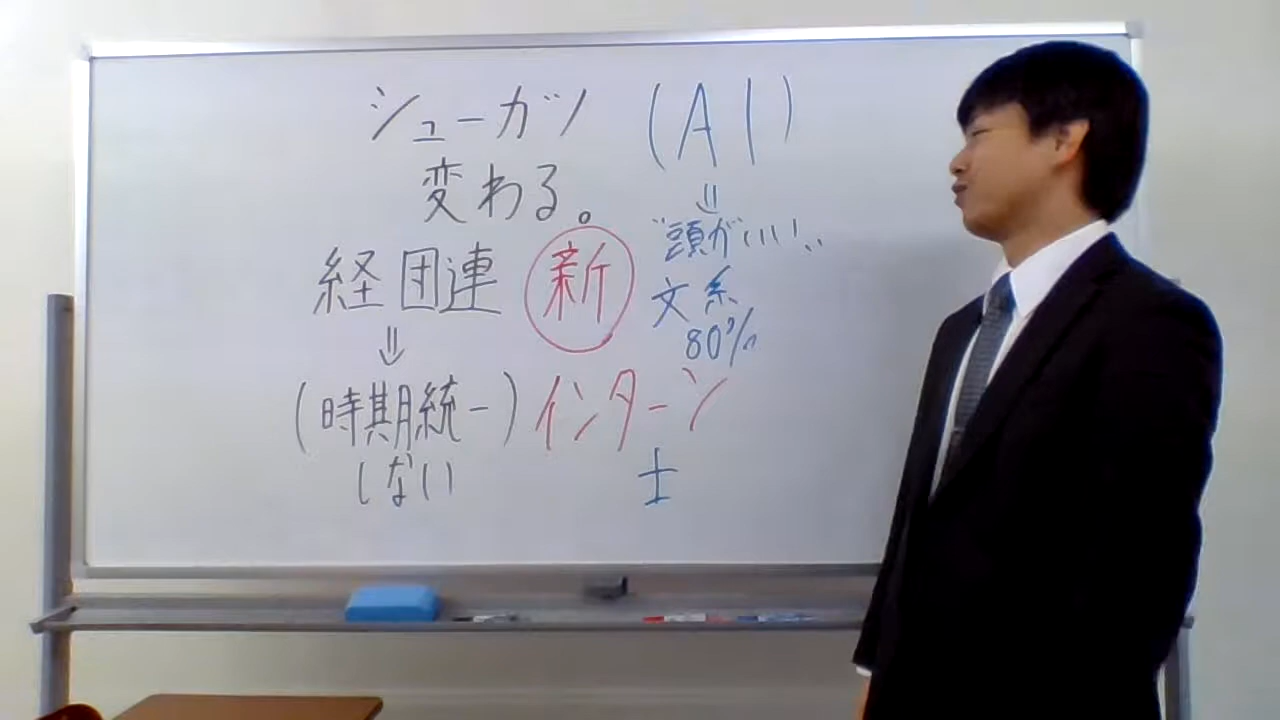 シューカツ (AI)
変わる。
⇓
"頭がいい"
経団連 新
文系
80%
⇓
(時期統一) インターン
しない
士